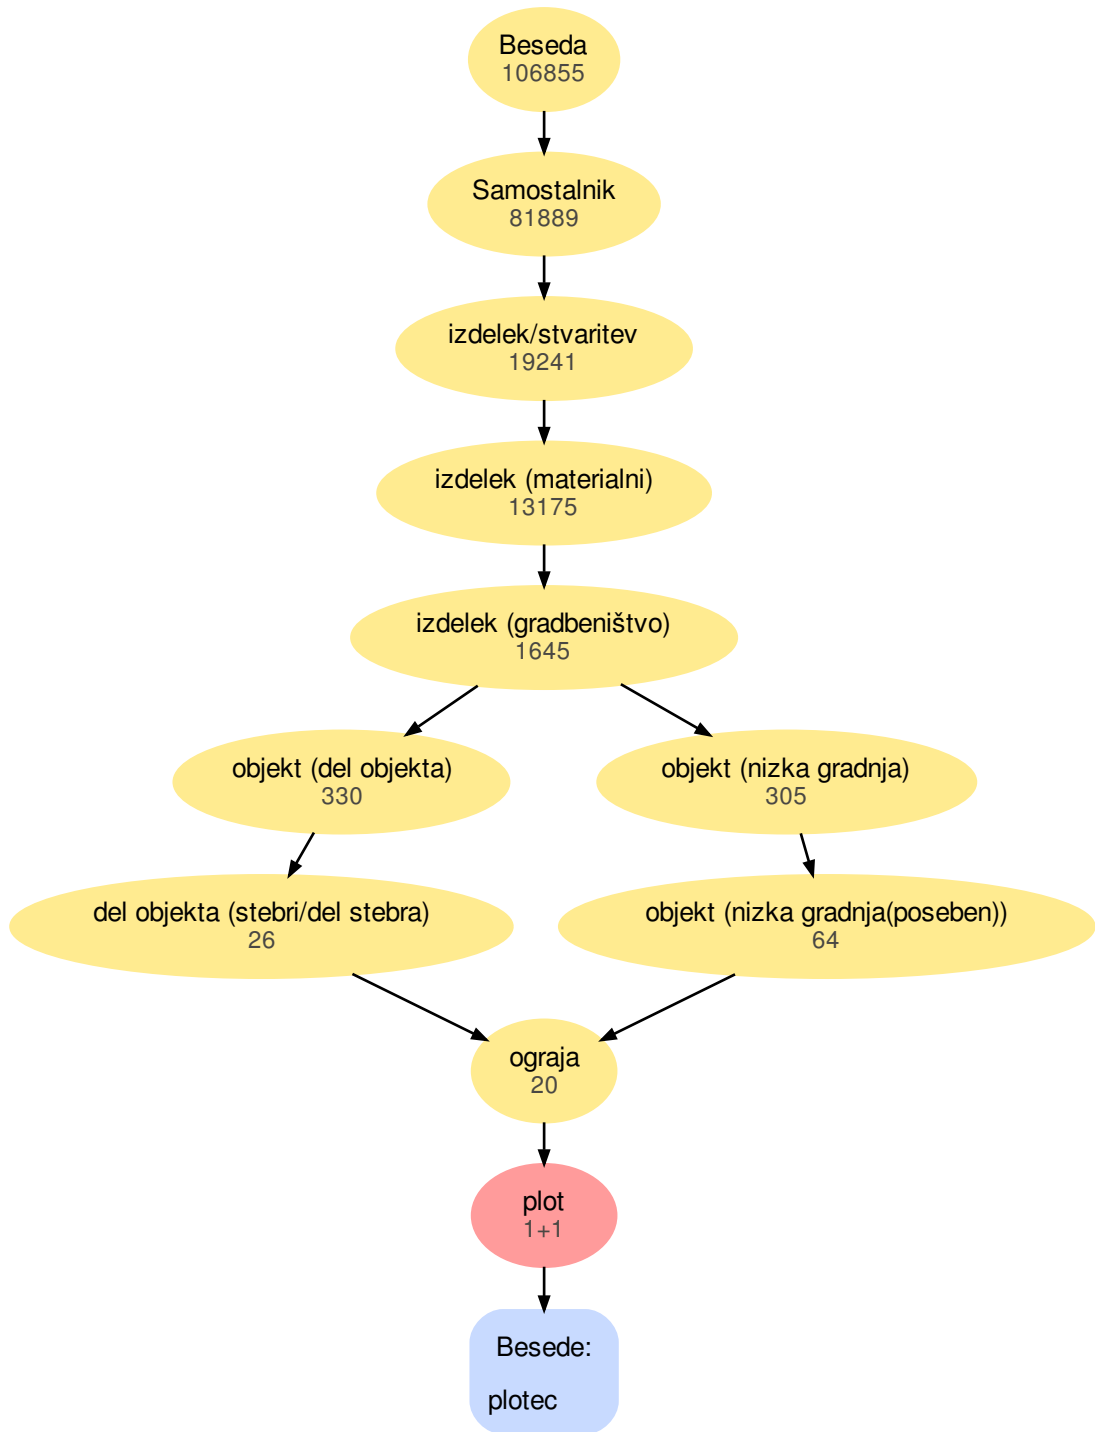 Beseda
106855
Samostalnik
81889
izdelek/stvaritev
19241
izdelek (materialni)
13175
izdelek (gradbeništvo)
1645
objekt (del objekta)
330
objekt (nizka gradnja)
305
del objekta (stebri/del stebra)
26
objekt (nizka gradnja(poseben))
64
ograja
20
plot
1+1
Besede:
plotec